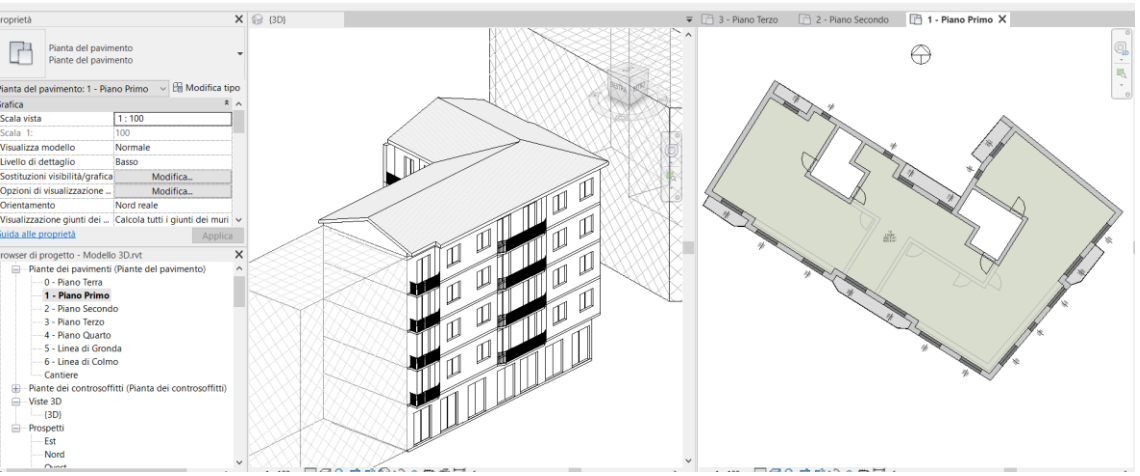 roprietà
Pianta del pavimento
Piante del pavimento
Pianta del pavimento: 1 - Piano Primo
Modifica tipo
Grafica
Scala vista 1 : 100
Scala 1: 100
Visualizza modello Normale
Livello di dettaglio Basso
Sostituzioni visibilità/grafica Modifica...
Opzioni di visualizzazione ... Modifica...
Orientamento Nord reale
Visualizzazione giunti dei ... Calcola tutti i giunti dei muri
Guida alle proprietà Applica
rowser di progetto - Modello 3D.rvt
Piante dei pavimenti (Piante del pavimento)
0 - Piano Terra
1 - Piano Primo
2 - Piano Secondo
3 - Piano Terzo
4 - Piano Quarto
5 - Linea di Gronda
6 - Linea di Colmo
Cantiere
Piante dei controsoffitti (Pianta dei controsoffitti)
Viste 3D
{3D}
Prospetti
Est
Nord
Ovest
{3D}
3 - Piano Terzo
2 - Piano Secondo
1 - Piano Primo